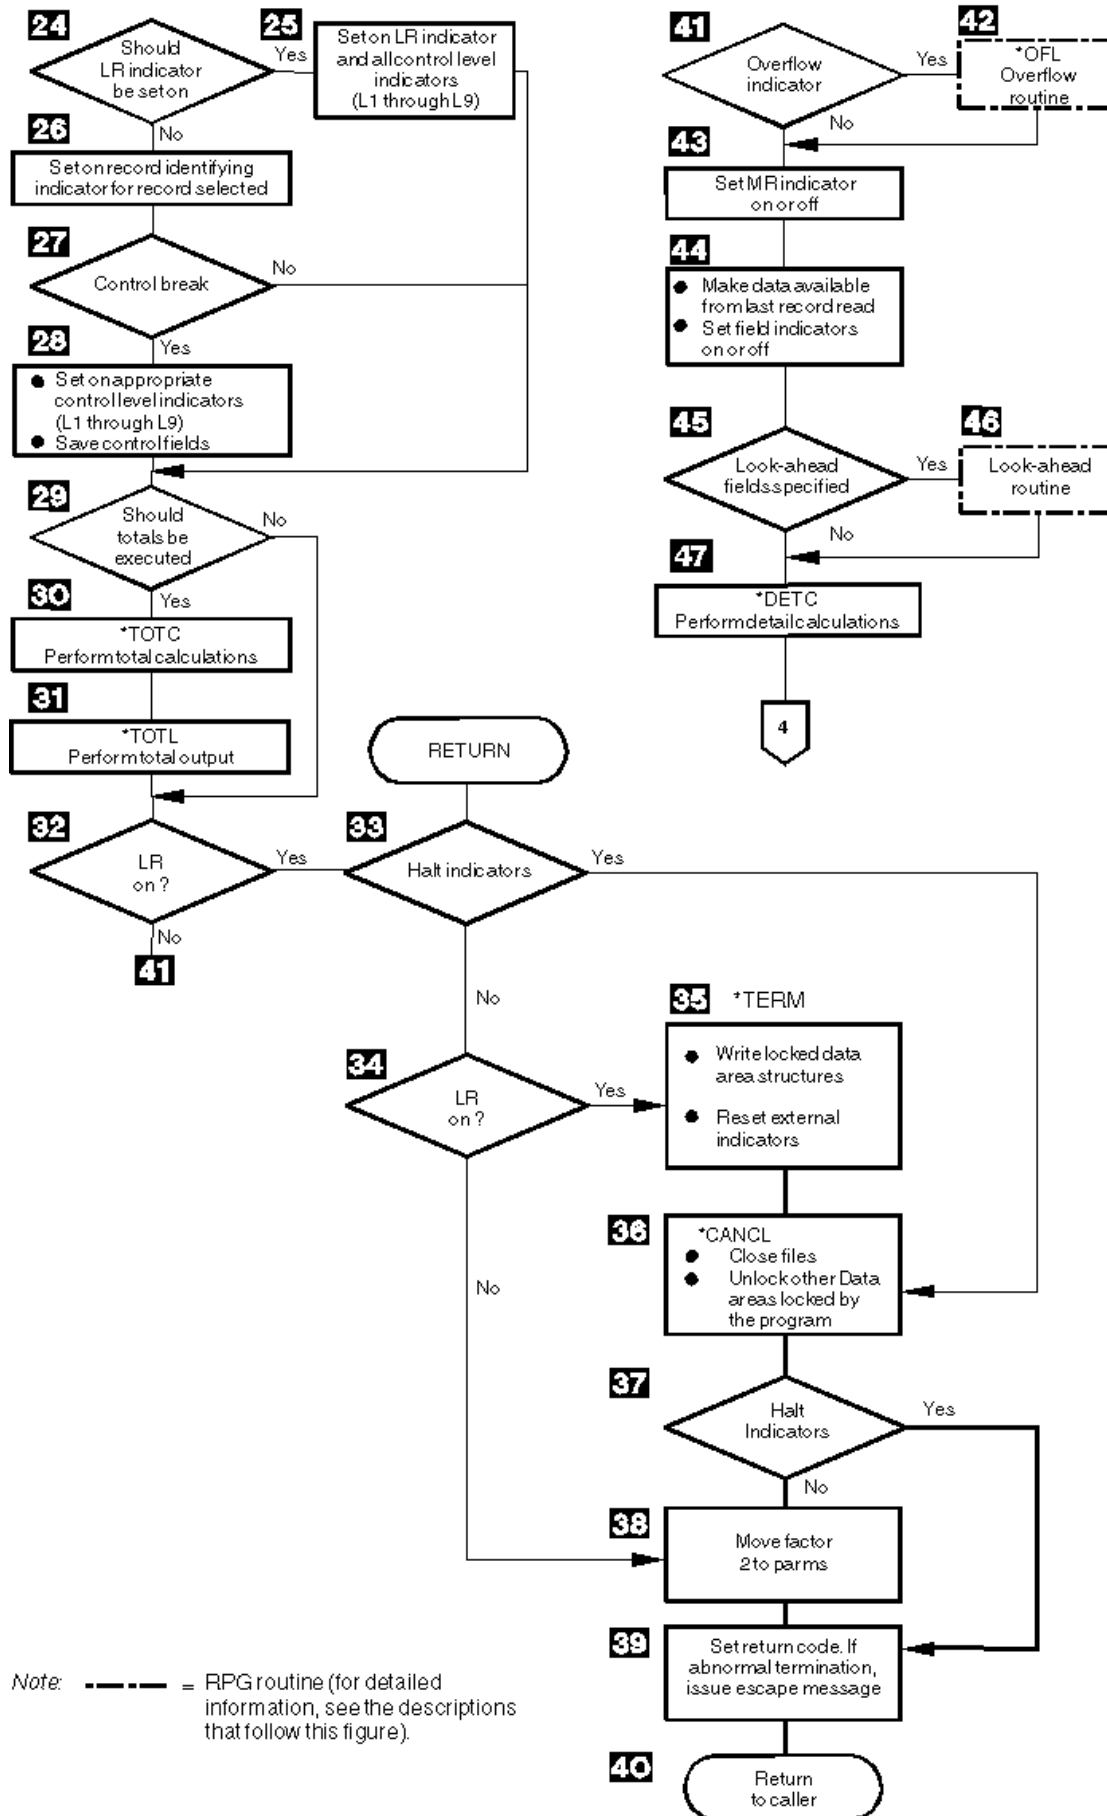 24
Should
LR indicator
be set on
Yes
25
Set on LR indicator
and all control level
indicators
(L1 through L9)
No
26
Set on record identifying
indicator for record selected
27
Control break
No
Yes
28
● Set on appropriate
control level indicators
(L1 through L9)
● Save control fields
29
Should
totals be
executed
No
Yes
30
*TOTC
Perform total calculations
31
*TOTL
Perform total output
32
LR
on ?
Yes
No
41
RETURN
33
Halt indicators
Yes
No
34
LR
on ?
Yes
No
35
*TERM
● Write locked data
area structures
● Reset external
indicators
36
*CANCL
● Close files
● Unlock other Data
areas locked by
the program
37
Halt
Indicators
Yes
No
38
Move factor
2 to parms
39
Set return code. If
abnormal termination,
issue escape message
40
Return
to caller
41
Overflow
indicator
Yes
42
*OFL
Overflow
routine
No
43
Set MR indicator
on or off
44
● Make data available
from last record read
● Set field indicators
on or off
45
Look-ahead
fields specified
Yes
46
Look-ahead
routine
No
47
*DETC
Perform detail calculations
4
Note:
= RPG routine (for detailed
information, see the descriptions
that follow this figure).